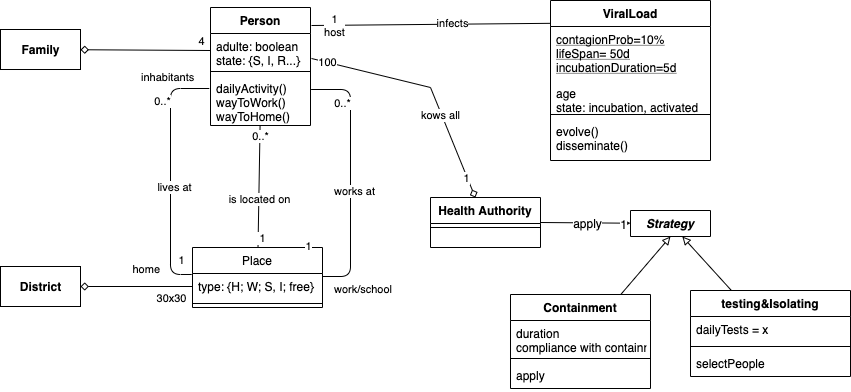 Family
4
Person
adulte: boolean
state: {S, I, R...}
dailyActivity()
wayToWork()
wayToHome()
1
host
infects
ViralLoad
contagionProb=10%
lifeSpan= 50d
incubationDuration=5d
age
state: incubation, activated
evolve()
disseminate()
100
kows all
1
inhabitants
0..*
0..*
0..*
lives at
is located on
works at
1
1
1
home
work/school
Health Authority
apply
1
Strategy
District
30x30
Place
type: {H; W; S, I; free}
Containment
duration
compliance with containm
apply
testing&Isolating
dailyTests = x
selectPeople